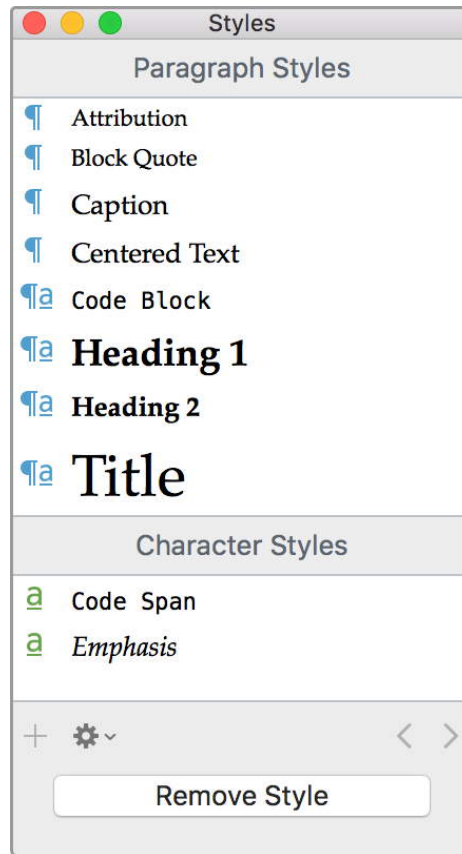 Styles
Paragraph Styles
¶ Attribution
¶ Block Quote
¶ Caption
¶ Centered Text
¶a Code Block
¶a Heading 1
¶a Heading 2
¶a Title
Character Styles
a Code Span
a Emphasis
Remove Style